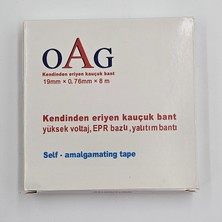 OAG
Kendinden eriyen kauçuk bant
19mm × 0.76mm × 8 m
Kendinden eriyen kauçuk bant
yüksek voltaj, EPR bazlı, yalıtım bantı
Self - amalgamating tape